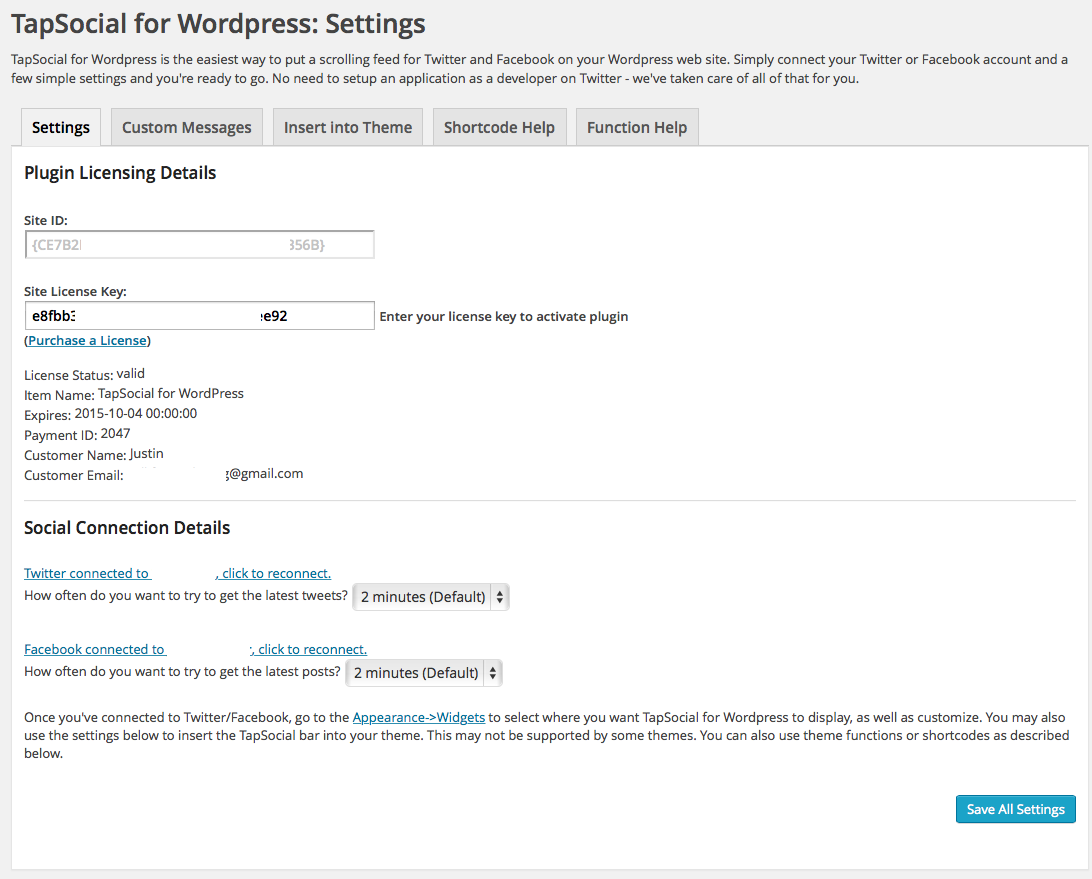 TapSocial for Wordpress: Settings
TapSocial for Wordpress is the easiest way to put a scrolling feed for Twitter and Facebook on your Wordpress web site. Simply connect your Twitter or Facebook account and a
few simple settings and you're ready to go. No need to setup an application as a developer on Twitter - we've taken care of all of that for you.
Settings Custom Messages Insert into Theme Shortcode Help Function Help
Plugin Licensing Details
Site ID:
{CE7B2 356B}
Site License Key:
e8fbb3 e92 Enter your license key to activate plugin
(Purchase a License)
License Status: valid
Item Name: TapSocial for WordPress
Expires: 2015-10-04 00:00:00
Payment ID: 2047
Customer Name: Justin
Customer Email: g@gmail.com
Social Connection Details
Twitter connected to , click to reconnect.
How often do you want to try to get the latest tweets? 2 minutes (Default)
Facebook connected to , click to reconnect.
How often do you want to try to get the latest posts? 2 minutes (Default)
Once you've connected to Twitter/Facebook, go to the Appearance->Widgets to select where you want TapSocial for Wordpress to display, as well as customize. You may also
use the settings below to insert the TapSocial bar into your theme. This may not be supported by some themes. You can also use theme functions or shortcodes as described
below.
Save All Settings